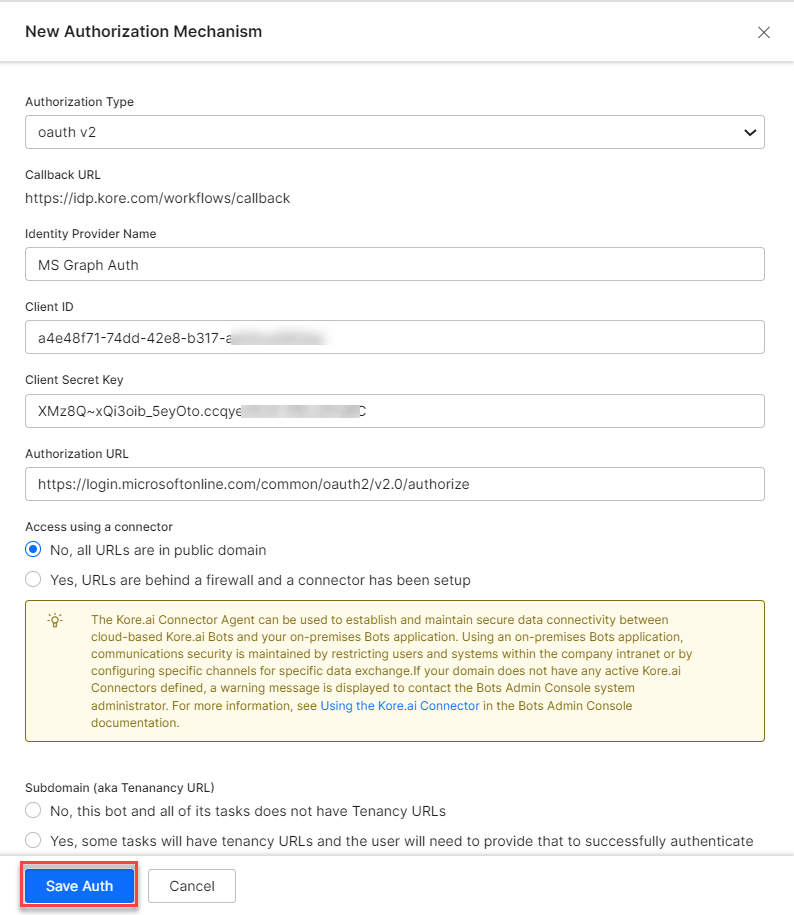 New Authorization Mechanism
Authorization Type
oauth v2
Callback URL
https://idp.kore.com/workflows/callback
Identity Provider Name
MS Graph Auth
Client ID
a4e48f71-74dd-42e8-b317-a
Client Secret Key
XMz8Q~xQi3oib_5eyOto.ccqye C
Authorization URL
https://login.microsoftonline.com/common/oauth2/v2.0/authorize
Access using a connector
No, all URLs are in public domain
Yes, URLs are behind a firewall and a connector has been setup
The Kore.ai Connector Agent can be used to establish and maintain secure data connectivity between
cloud-based Kore.ai Bots and your on-premises Bots application. Using an on-premises Bots application,
communications security is maintained by restricting users and systems within the company intranet or by
configuring specific channels for specific data exchange.If your domain does not have any active Kore.ai
Connectors defined, a warning message is displayed to contact the Bots Admin Console system
administrator. For more information, see Using the Kore.ai Connector in the Bots Admin Console
documentation.
Subdomain (aka Tenanancy URL)
No, this bot and all of its tasks does not have Tenancy URLs
Yes, some tasks will have tenancy URLs and the user will need to provide that to successfully authenticate
Save Auth
Cancel